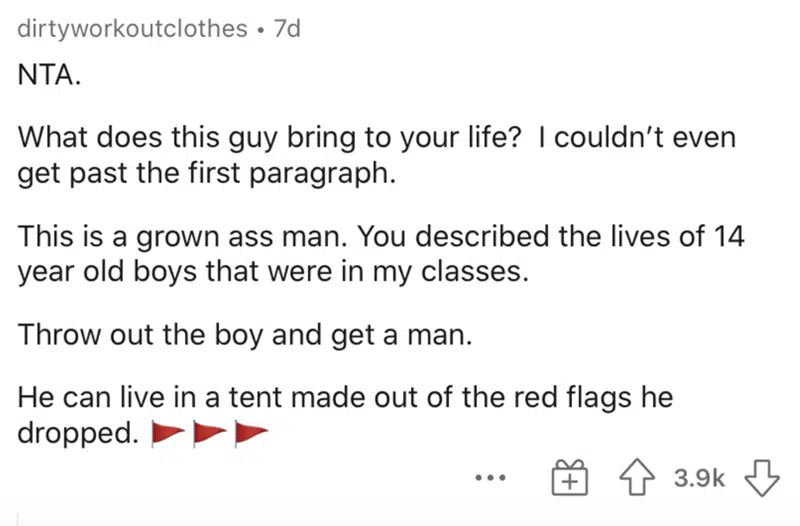 dirtyworkoutclothes • 7d
NTA.
What does this guy bring to your life?  I couldn't even
get past the first paragraph.
This is a grown ass man. You described the lives of 14
year old boys that were in my classes.
Throw out the boy and get a man.
He can live in a tent made out of the red flags he
dropped. 🚩🚩🚩
3.9k